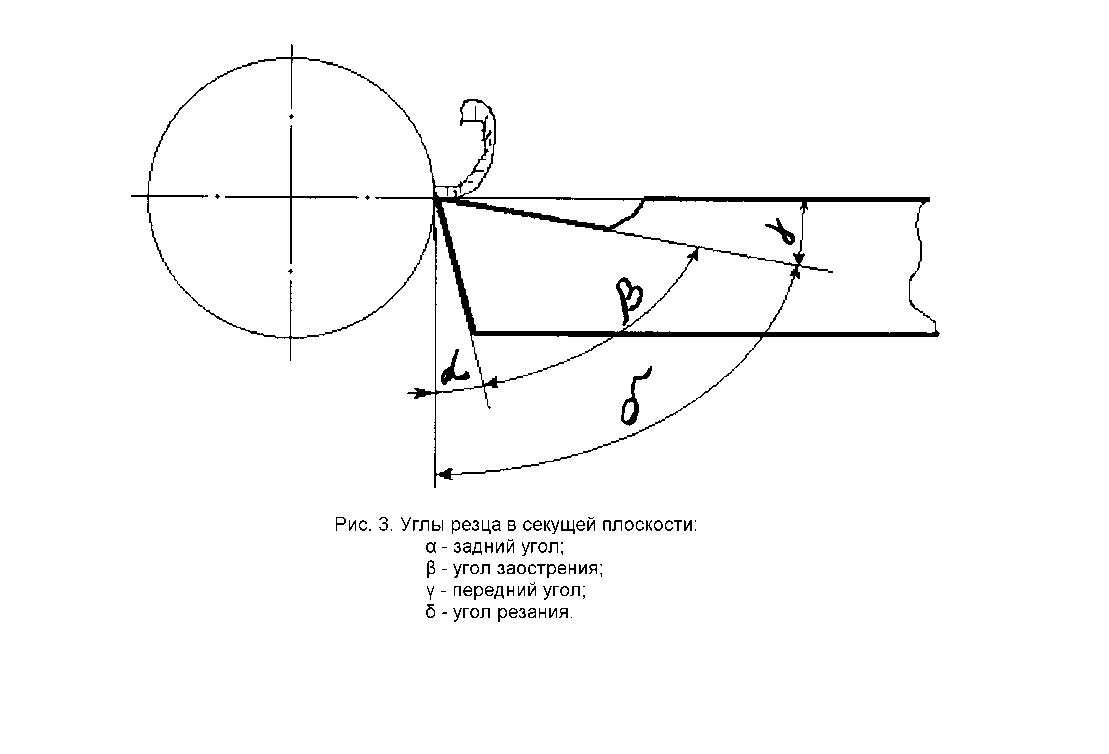 γ
β
α
δ
Рис. 3. Углы резца в секущей плоскости:
α - задний угол;
β - угол заострения;
γ - передний угол;
δ - угол резания.